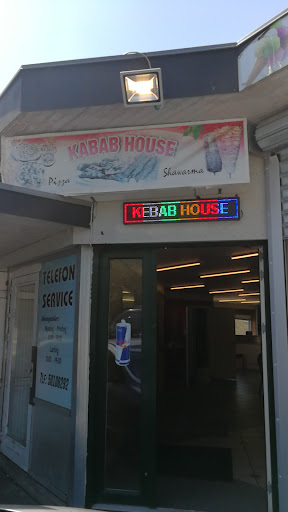 KABAB HOUSE
Pizza
Shawarma
KEBAB HOUSE
TELEFON
SERVICE